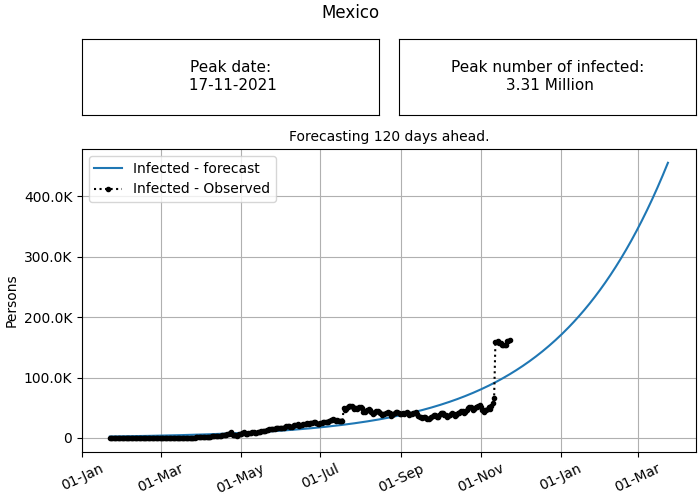 Mexico
Peak date:
17-11-2021
Peak number of infected:
3.31 Million
Forecasting 120 days ahead.
Infected - forecast
Infected - Observed
400.0K
300.0K
200.0K
100.0K
0
Persons
01-Jan
01-Mar
01-May
01-Jul
01-Sep
01-Nov
01-Jan
01-Mar